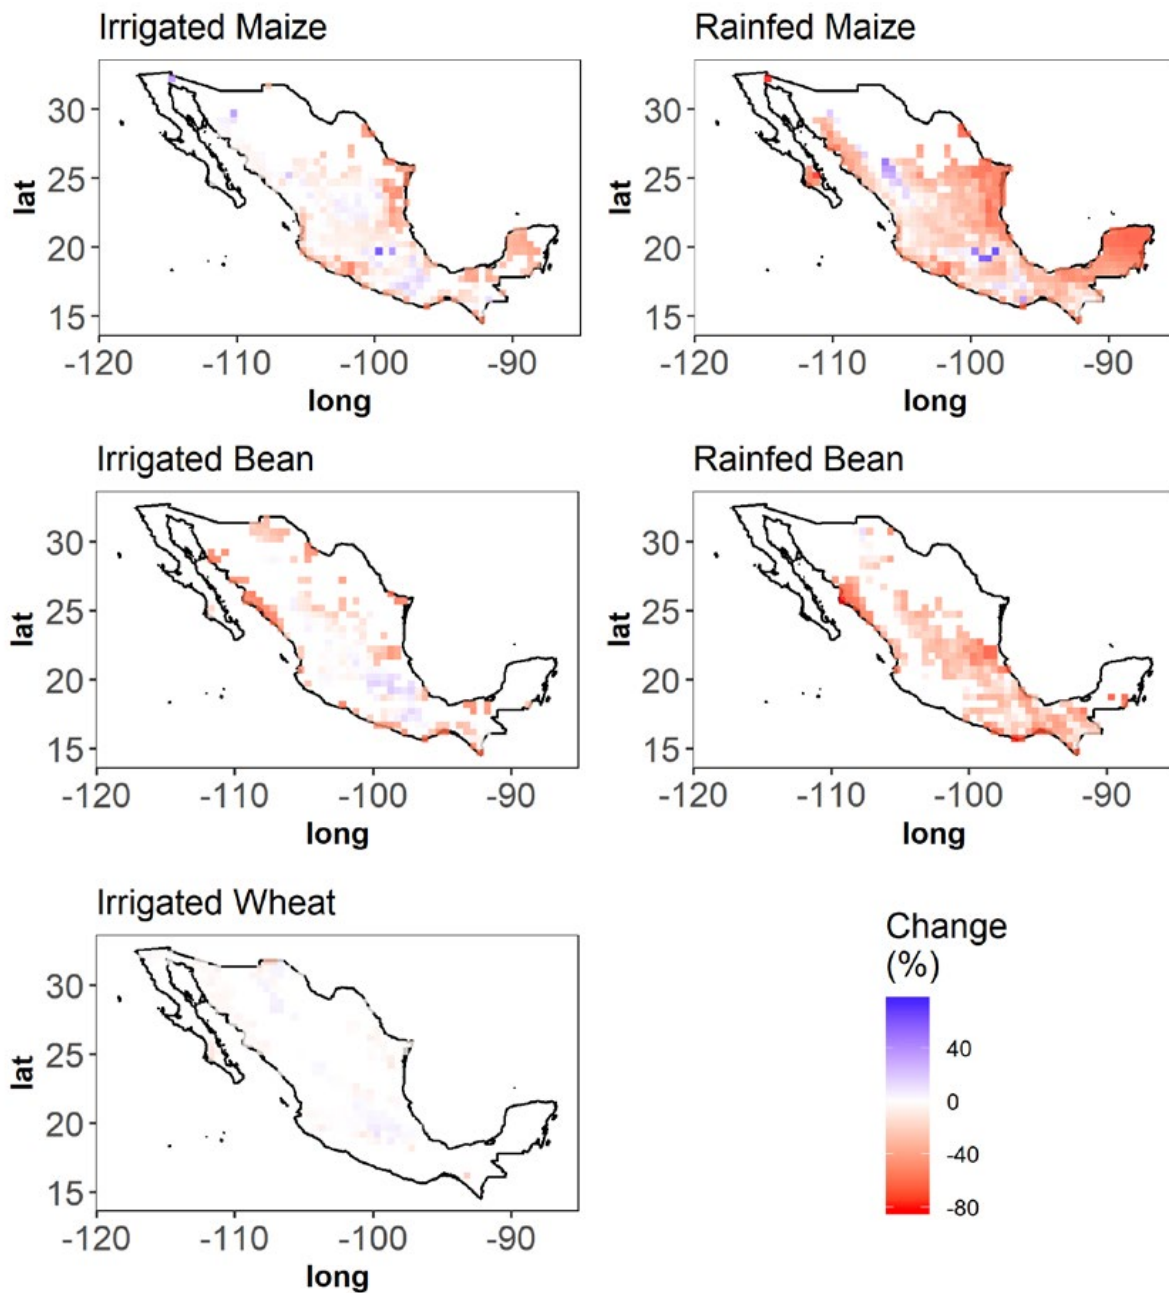 Irrigated Maize
Rainfed Maize
30
25
20
15
lat
-120 -110 -100 -90
long
30
25
20
15
lat
-120 -110 -100 -90
long
Irrigated Bean
Rainfed Bean
30
25
20
15
lat
-120 -110 -100 -90
long
30
25
20
15
lat
-120 -110 -100 -90
long
Irrigated Wheat
30
25
20
15
lat
-120 -110 -100 -90
long
Change
(%)
40
0
-40
-80